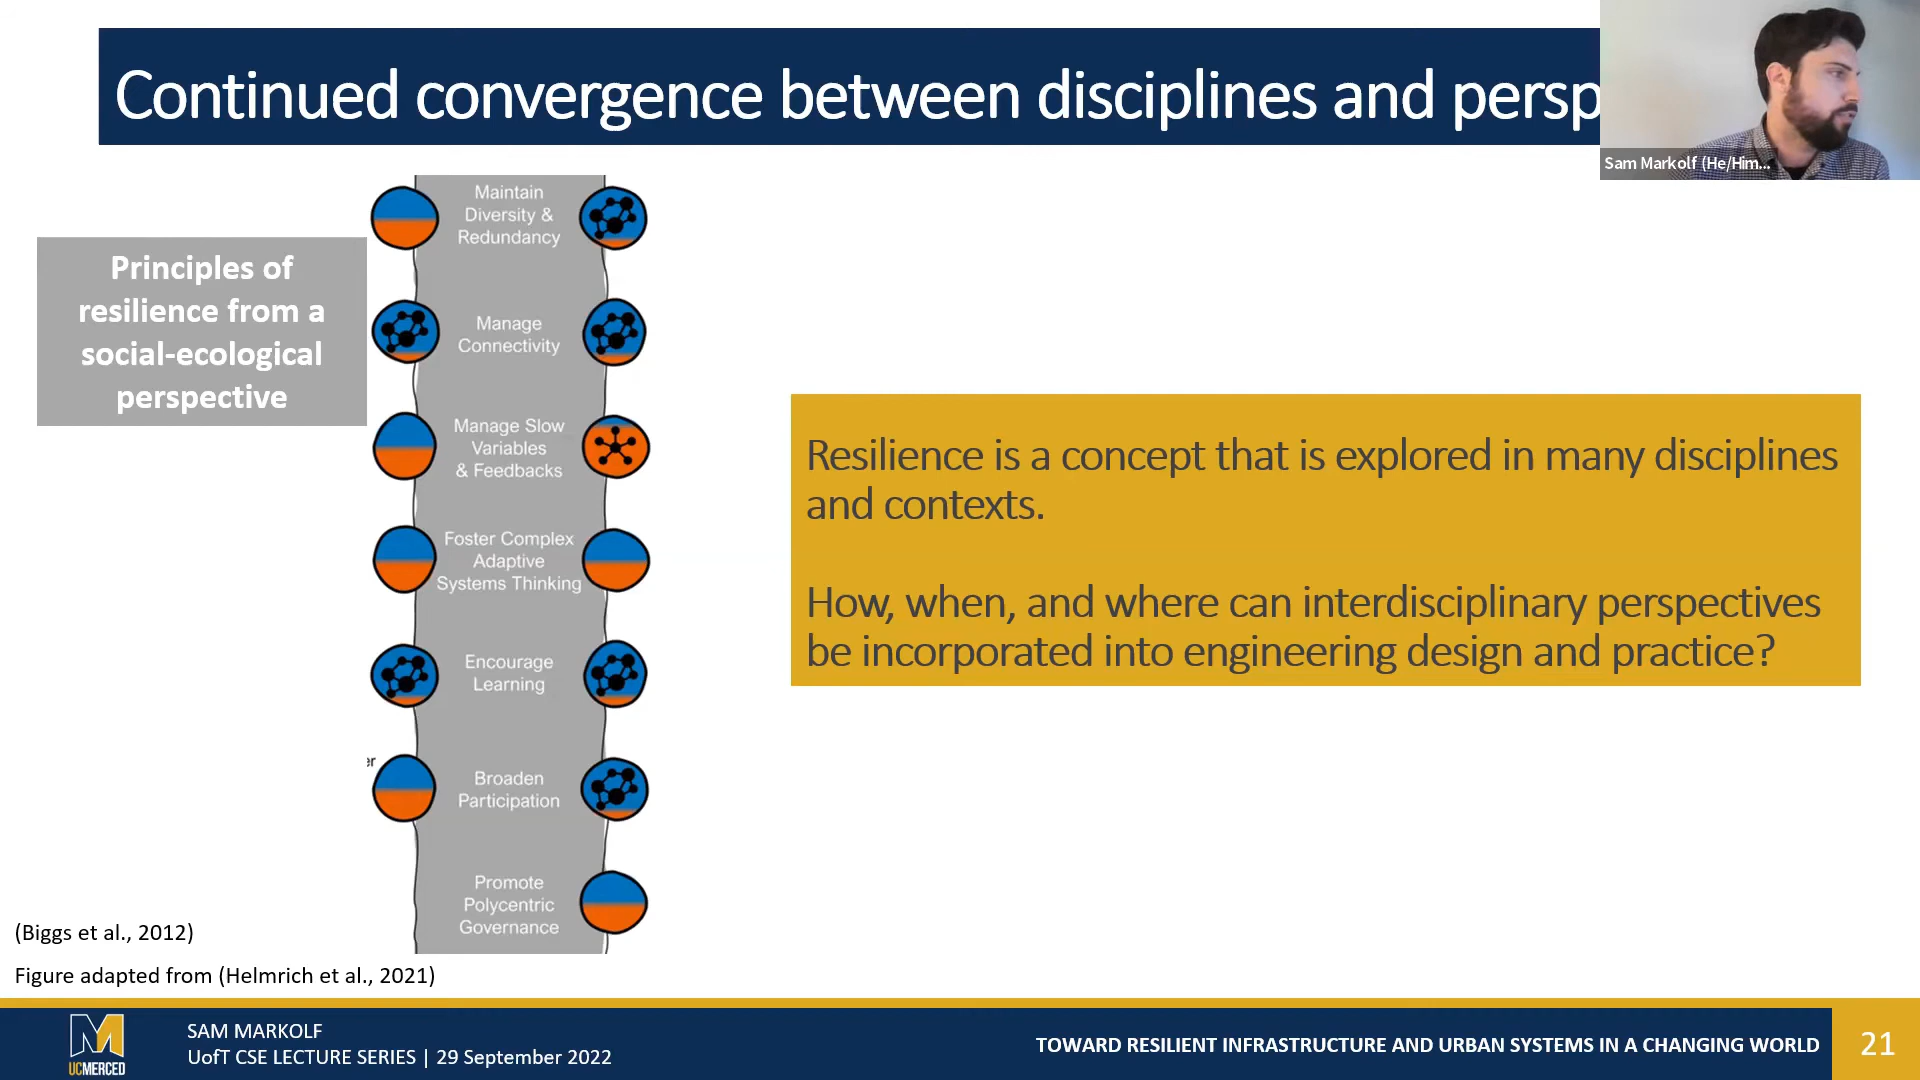 Continued convergence between disciplines and persp
Sam Markolf (He/Him...
Principles of
resilience from a
social-ecological
perspective
Maintain
Diversity &
Redundancy
Manage
Connectivity
Manage Slow
Variables
& Feedbacks
Foster Complex
Adaptive
Systems Thinking
Encourage
Learning
er
Broaden
Participation
Promote
Polycentric
Governance
Resilience is a concept that is explored in many disciplines
and contexts.
How, when, and where can interdisciplinary perspectives
be incorporated into engineering design and practice?
(Biggs et al., 2012)
Figure adapted from (Helmrich et al., 2021)
UCMERCED
SAM MARKOLF
UofT CSE LECTURE SERIES | 29 September 2022
TOWARD RESILIENT INFRASTRUCTURE AND URBAN SYSTEMS IN A CHANGING WORLD
21